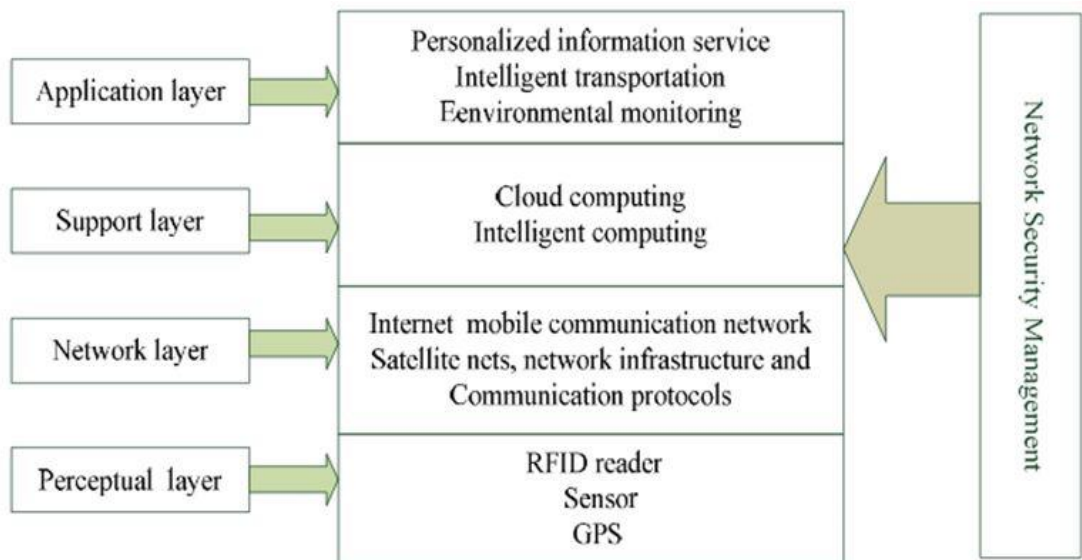 Application layer
Personalized information service
Intelligent transportation
Eenvironmental monitoring
Support layer
Cloud computing
Intelligent computing
Network layer
Internet mobile communication network
Satellite nets, network infrastructure and
Communication protocols
Perceptual layer
RFID reader
Sensor
GPS
Network Security Management